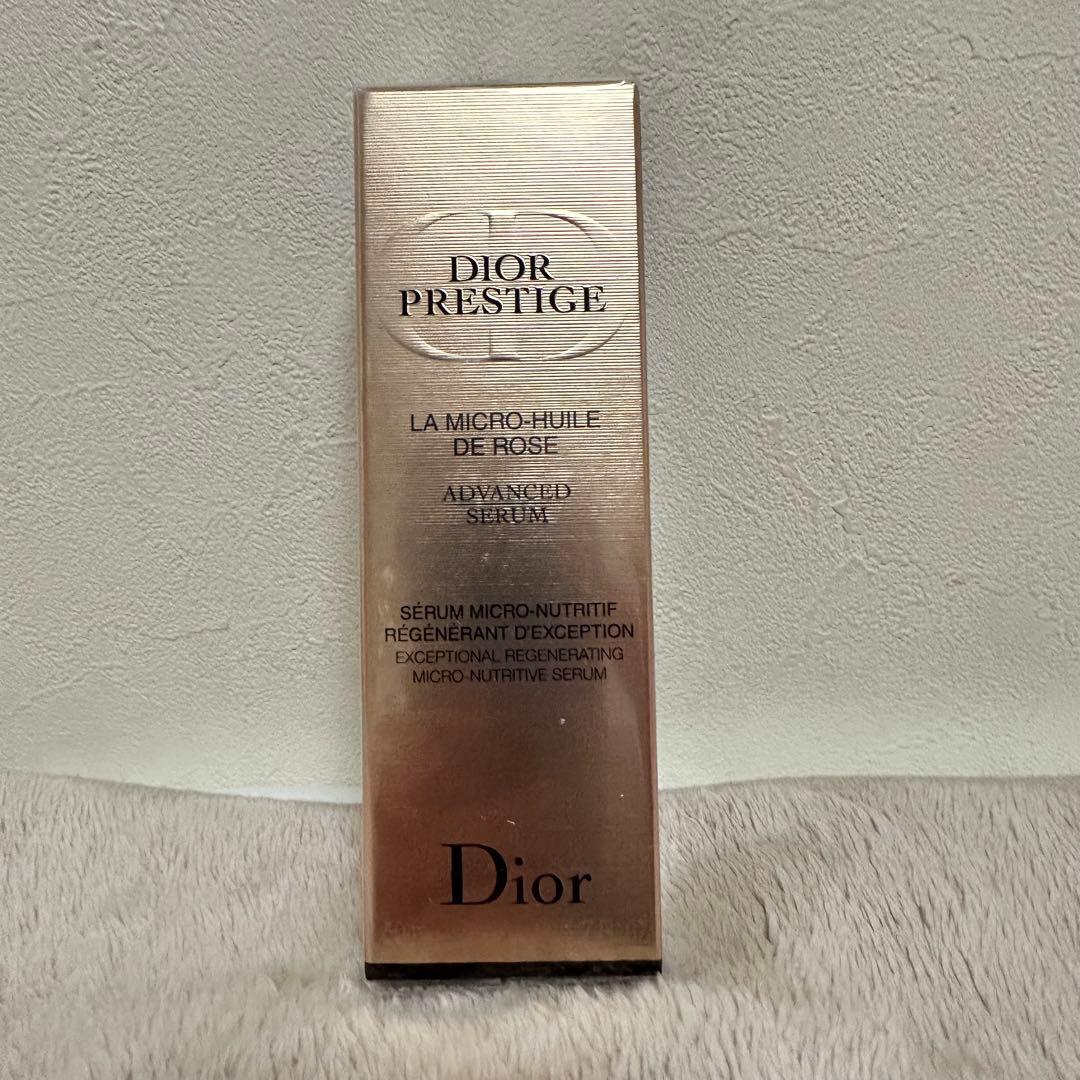 DIOR
PRESTIGE
LA MICRO-HUILE
DE ROSE
ADVANCED
SERUM
SÉRUM MICRO-NUTRITIF
RÉGÉNÉRANT D'EXCEPTION
EXCEPTIONAL REGENERATING
MICRO-NUTRITIVE SERUM
Dior